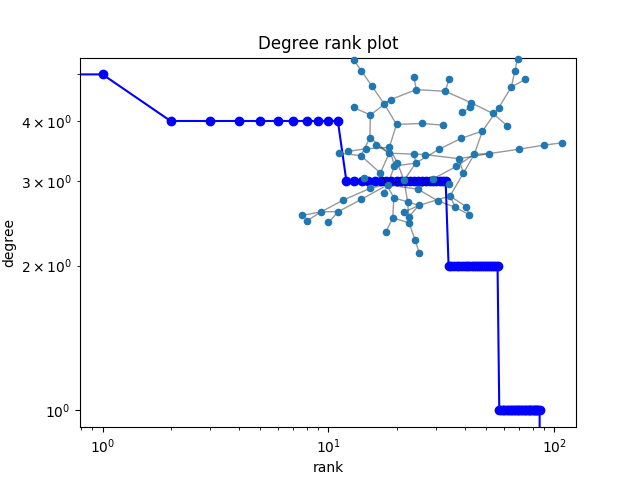 Degree rank plot
degree
4 × 10⁰
3 × 10⁰
2 × 10⁰
10⁰
10⁰
10¹
10²
rank